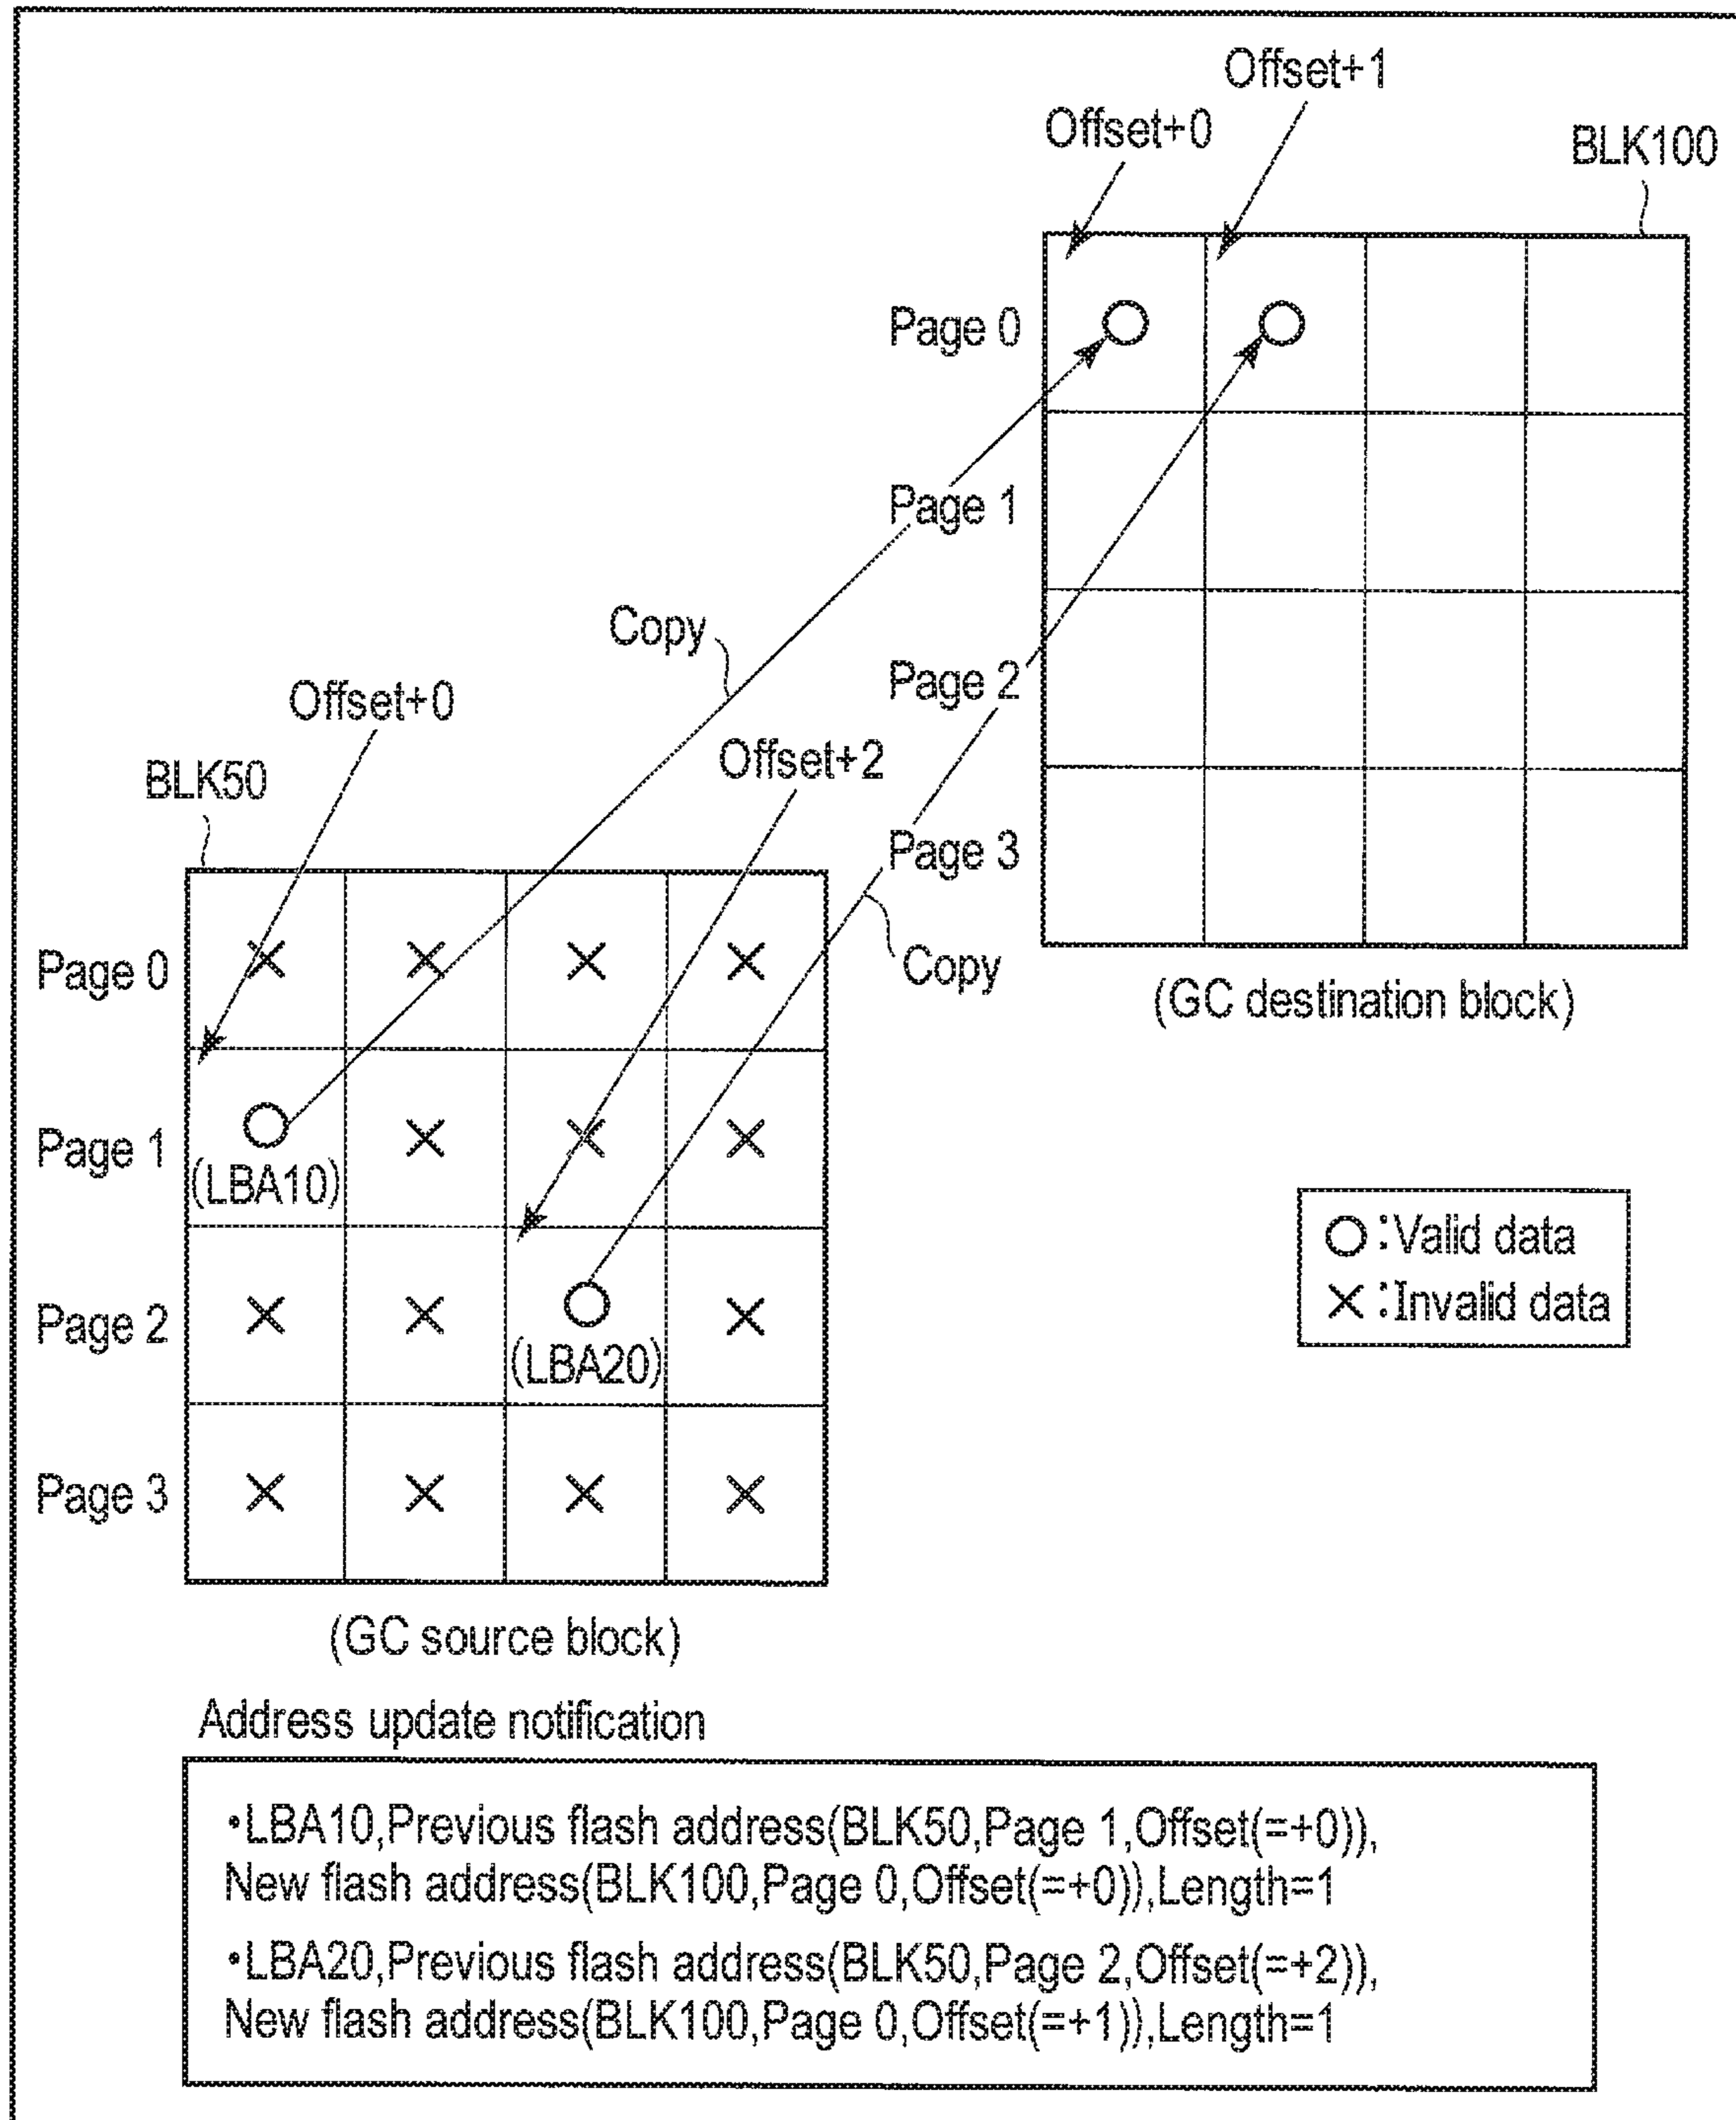 Offset+1
Offset+0
BLK100
Page 0
Page 1
Page 2
Page 3
Copy
Copy
(GC destination block)
Offset+0
Offset+2
BLK50
Page 0
Page 1
(LBA10)
Page 2
(LBA20)
Page 3
(GC source block)
○:Valid data
×:Invalid data
Address update notification
•LBA10,Previous flash address(BLK50,Page 1,Offset(=+0)),
New flash address(BLK100,Page 0,Offset(=+0)),Length=1
•LBA20,Previous flash address(BLK50,Page 2,Offset(=+2)),
New flash address(BLK100,Page 0,Offset(=+1)),Length=1